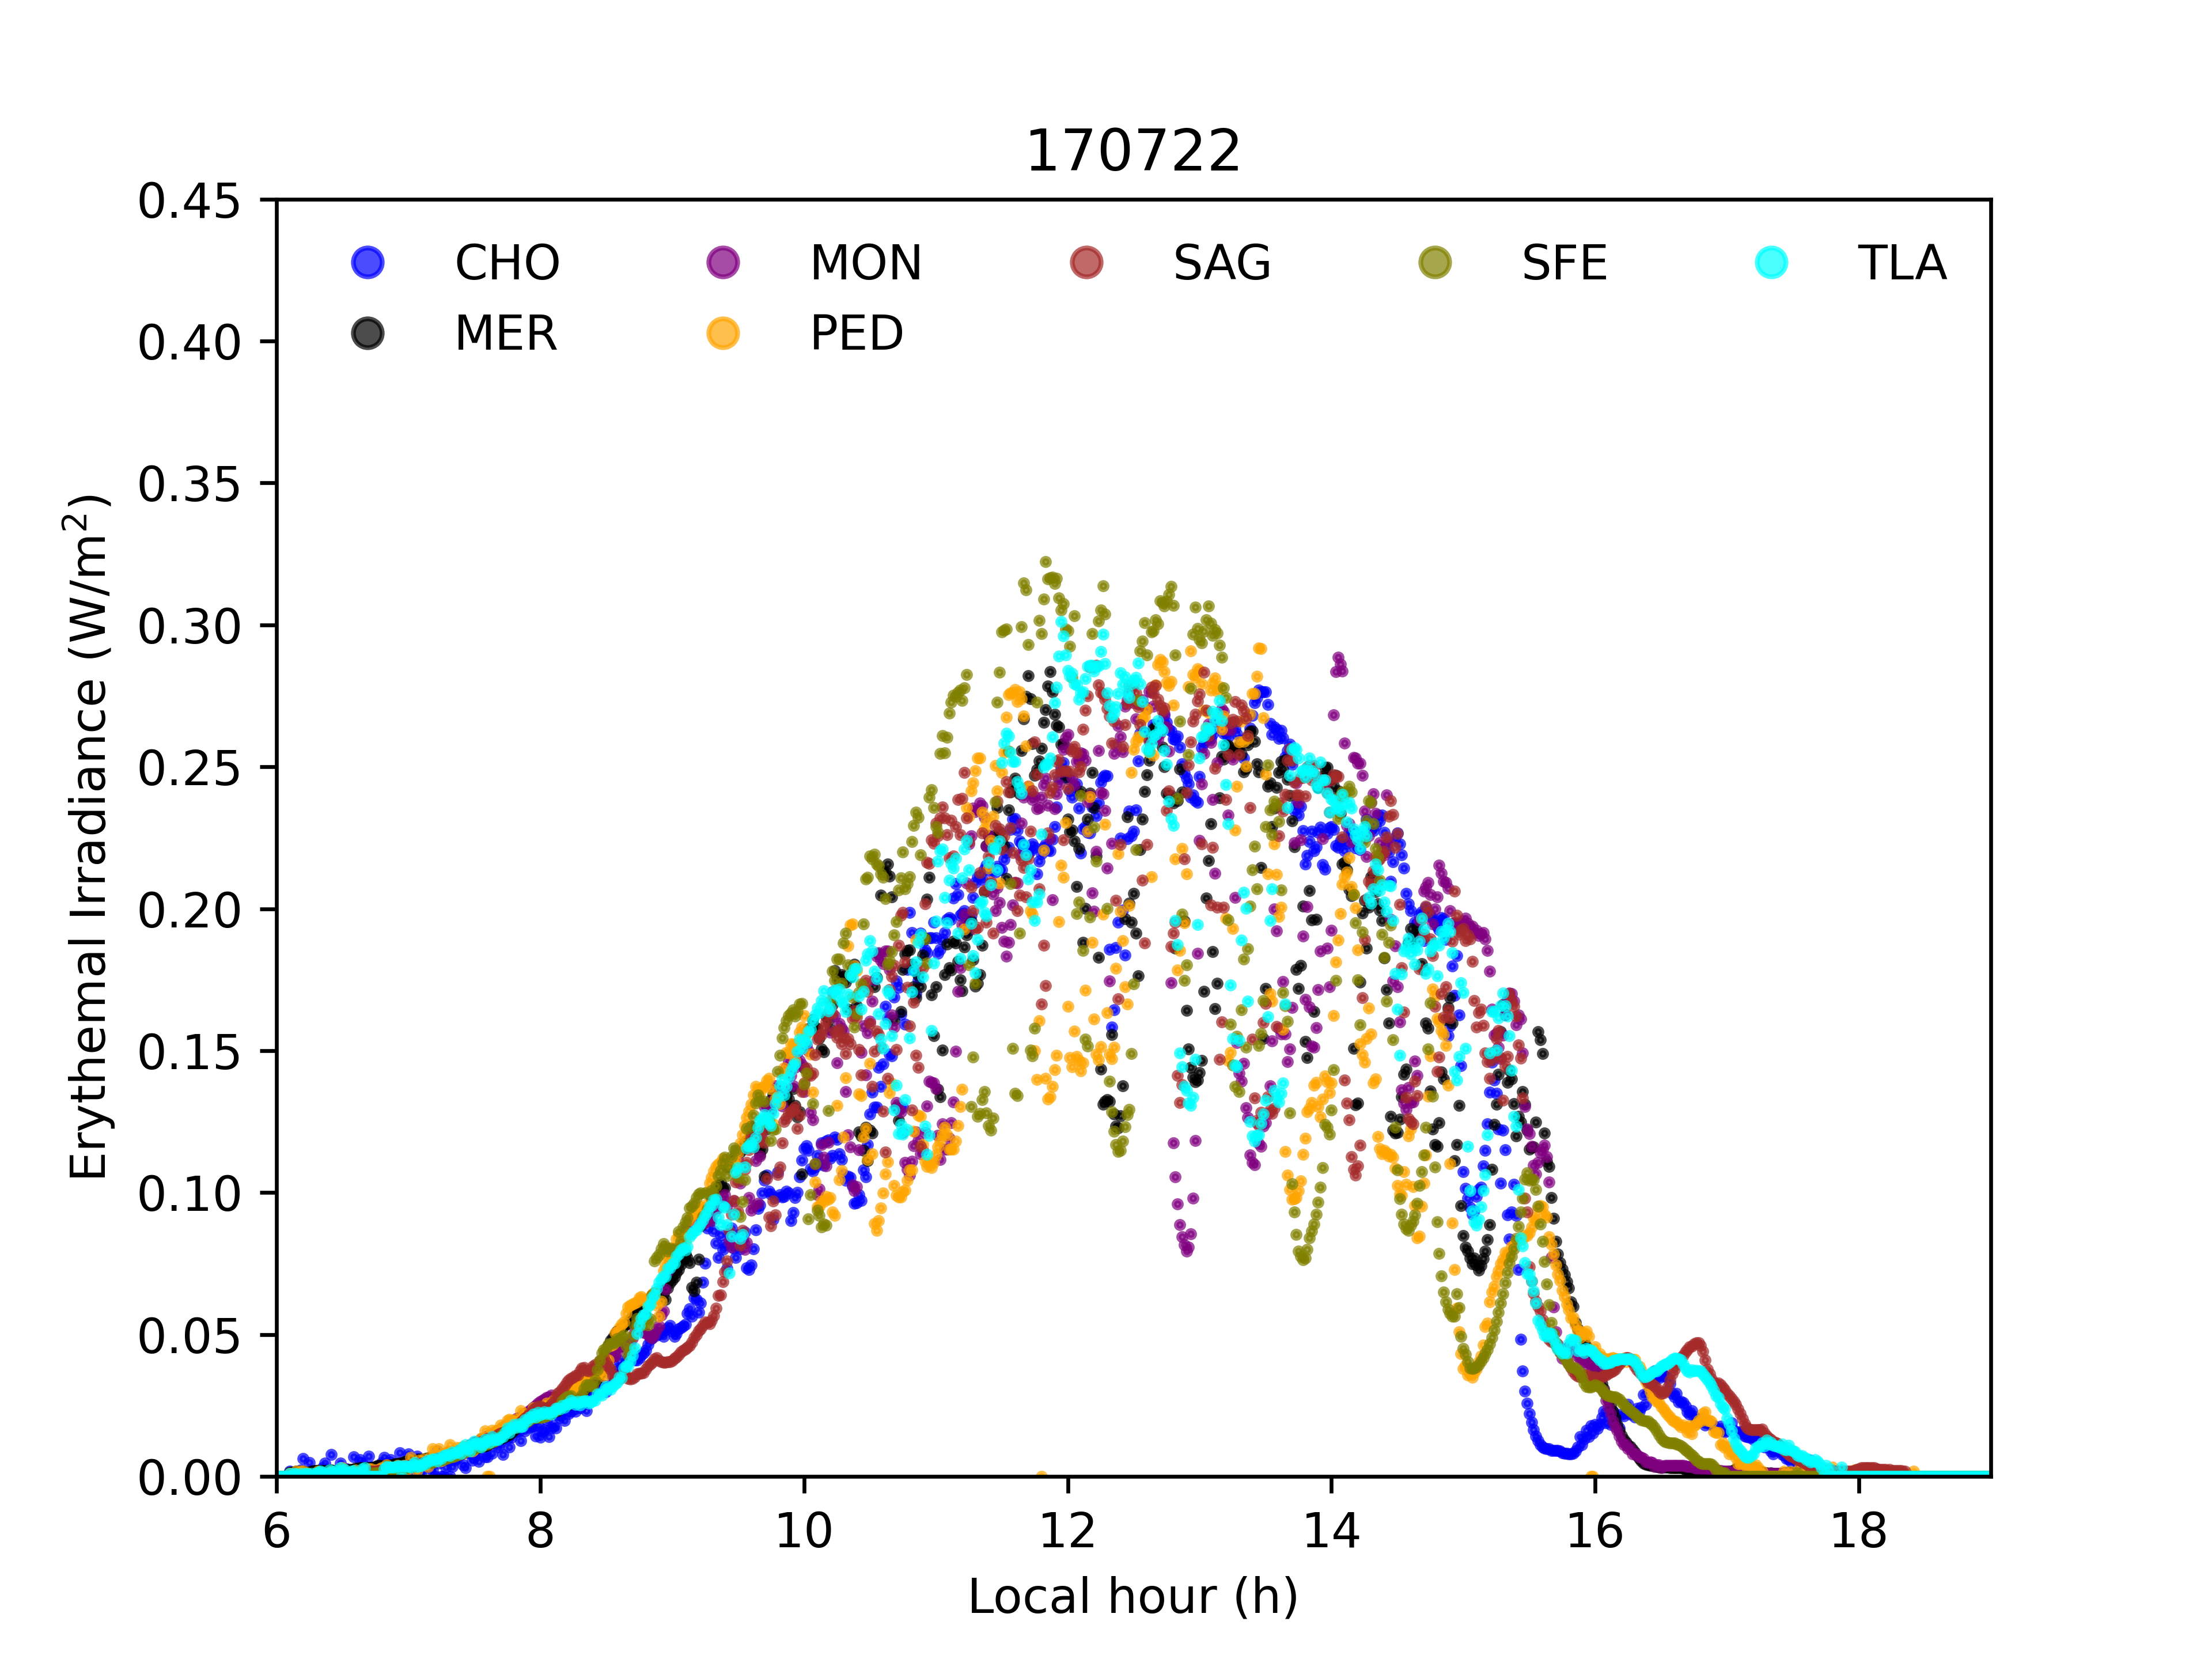 170722
0.45
0.40
0.35
0.30
0.25
0.20
0.15
0.10
0.05
0.00
Erythemal Irradiance (W/m²)
CHO MON SAG SFE TLA
MER PED
6 8 10 12 14 16 18
Local hour (h)